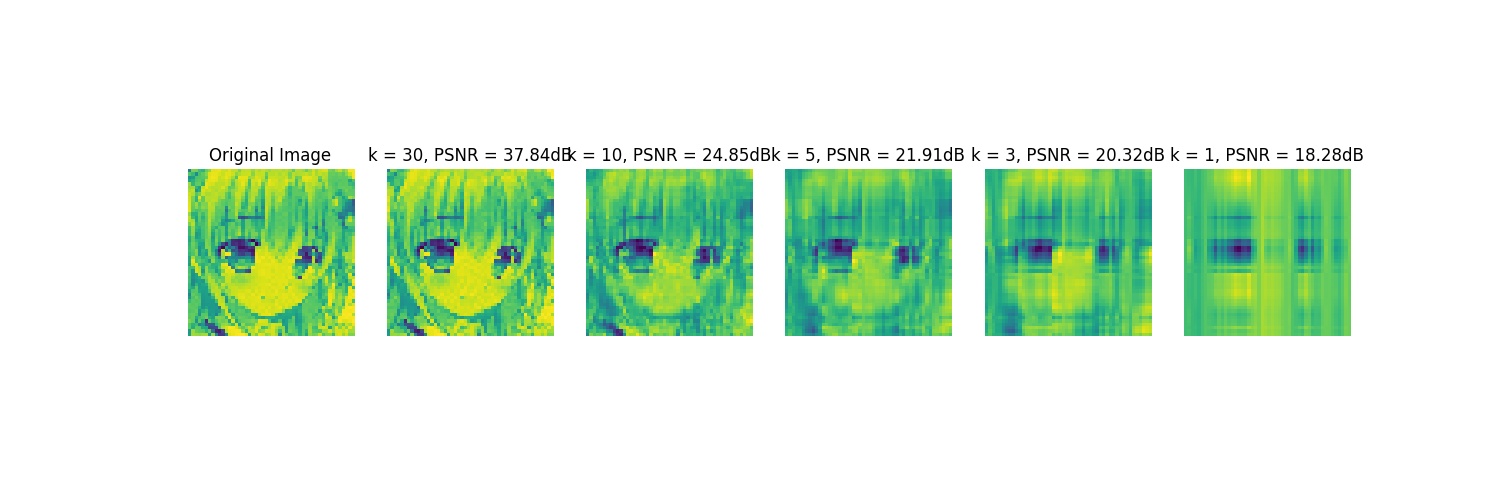 Original Image
k = 30, PSNR = 37.84dB
k = 10, PSNR = 24.85dB
k = 5, PSNR = 21.91dB
k = 3, PSNR = 20.32dB
k = 1, PSNR = 18.28dB